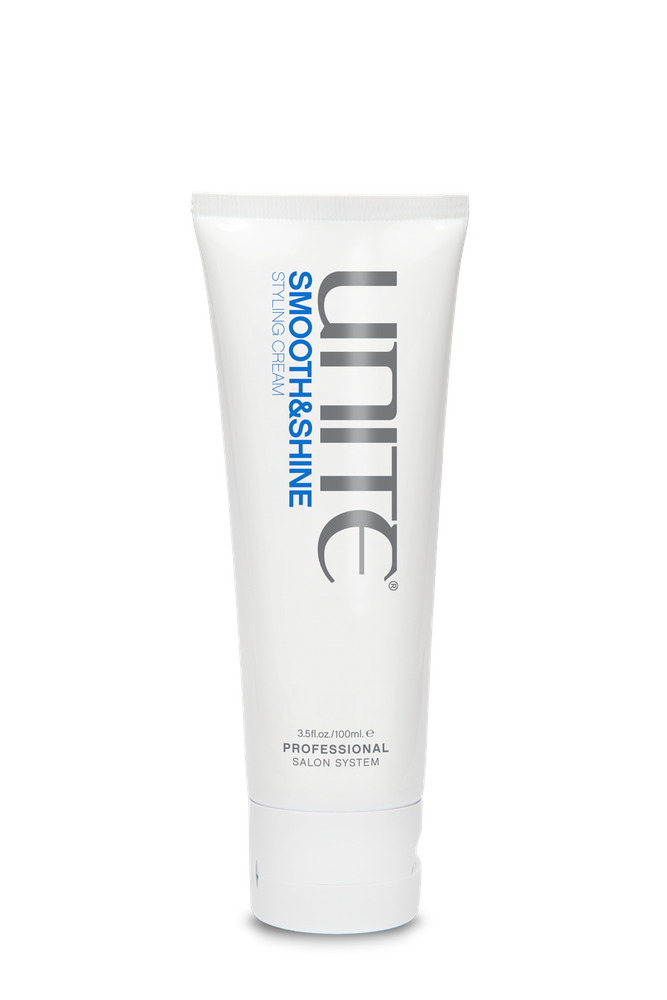 UNITE®
SMOOTH&SHINE
STYLING CREAM
3.5fl.oz./100ml. ℮
PROFESSIONAL
SALON SYSTEM